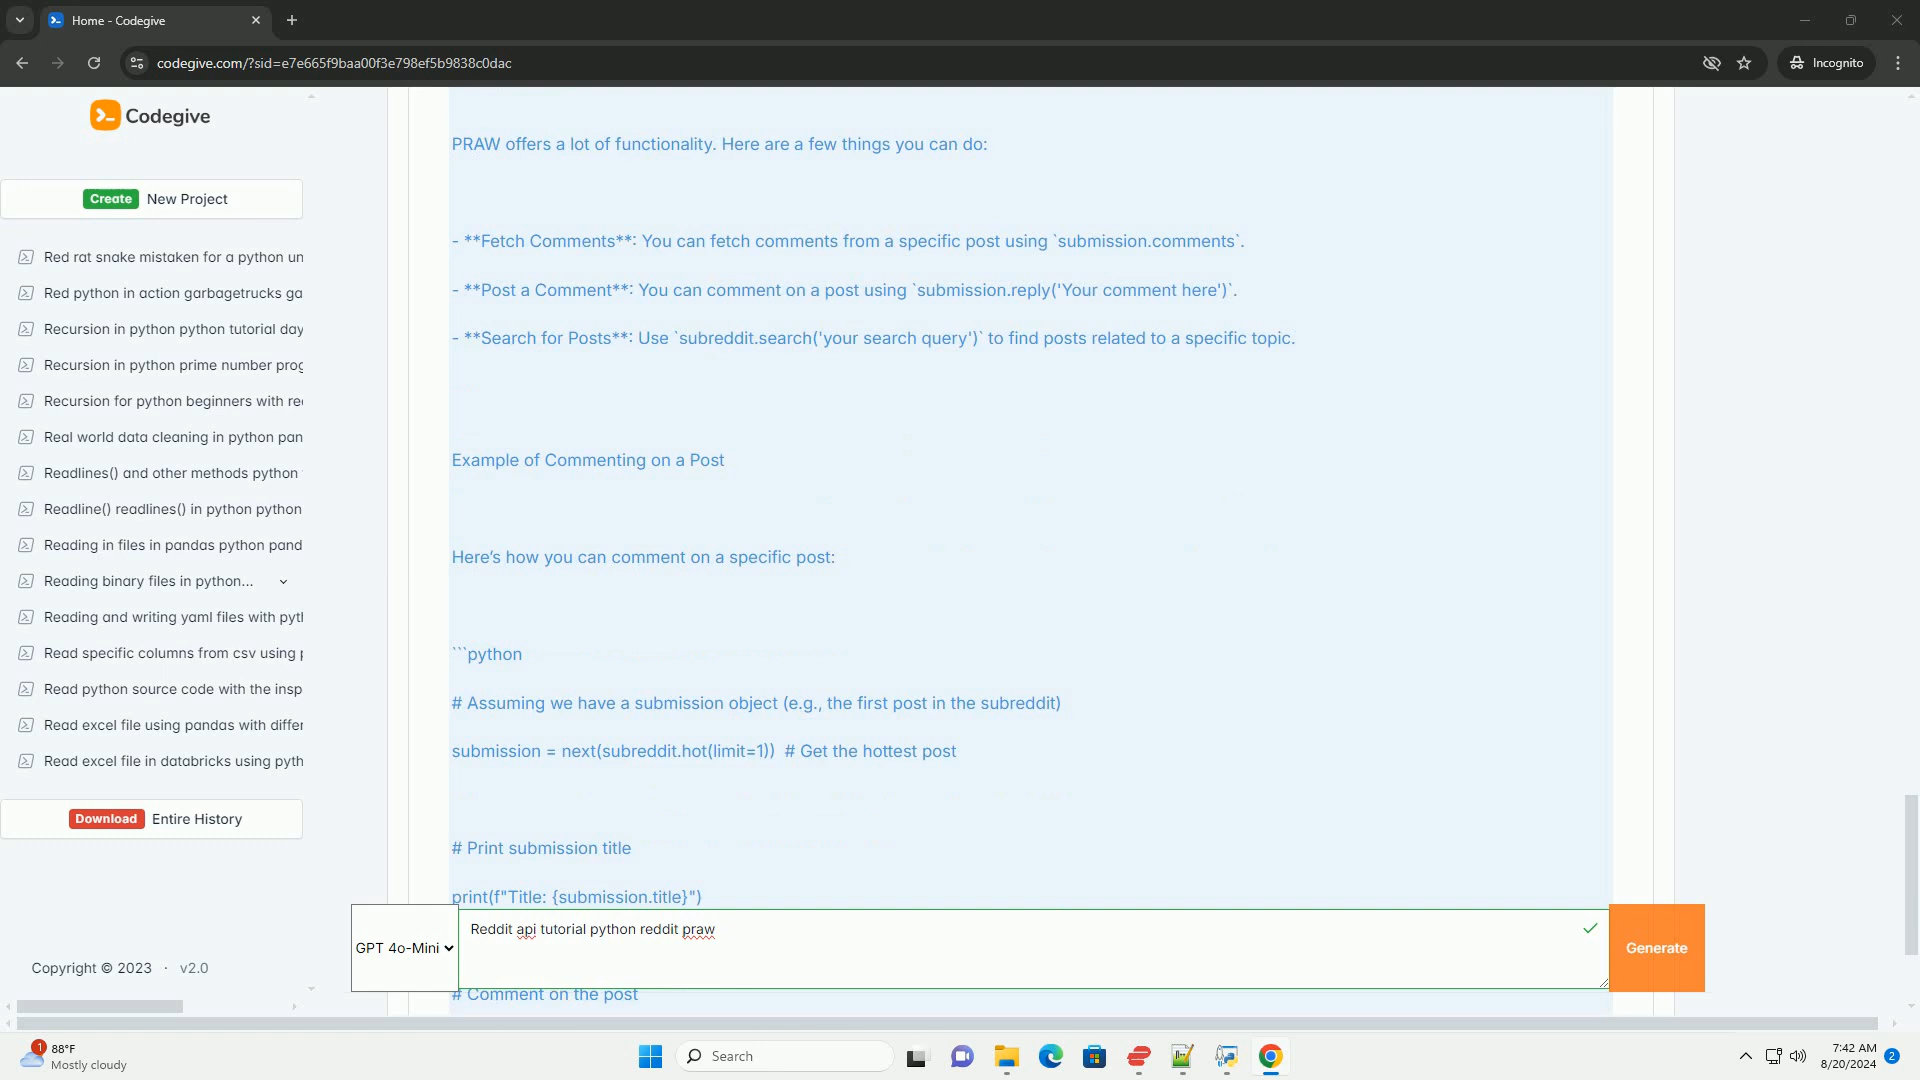 Home - Codegive
codegive.com/?sid=e7e665f9baa00f3e798ef5b9838c0dac
Incognito
Codegive
Create New Project
Red rat snake mistaken for a python un
Red python in action garbagetrucks ga
Recursion in python python tutorial day
Recursion in python prime number prog
Recursion for python beginners with re
Real world data cleaning in python pan
Readlines() and other methods python
Readline() readlines() in python python
Reading in files in pandas python pand
Reading binary files in python...
Reading and writing yaml files with pyt
Read specific columns from csv using p
Read python source code with the insp
Read excel file using pandas with differ
Read excel file in databricks using pyth
Download Entire History
Copyright © 2023 · v2.0
PRAW offers a lot of functionality. Here are a few things you can do:
- **Fetch Comments**: You can fetch comments from a specific post using `submission.comments`.
- **Post a Comment**: You can comment on a post using `submission.reply('Your comment here')`.
- **Search for Posts**: Use `subreddit.search('your search query')` to find posts related to a specific topic.
Example of Commenting on a Post
Here’s how you can comment on a specific post:
```python
# Assuming we have a submission object (e.g., the first post in the subreddit)
submission = next(subreddit.hot(limit=1))  # Get the hottest post
# Print submission title
print(f"Title: {submission.title}")
GPT 4o-Mini
Reddit api tutorial python reddit praw
Generate
# Comment on the post
1
88°F
Mostly cloudy
Search
7:42 AM
8/20/2024
2